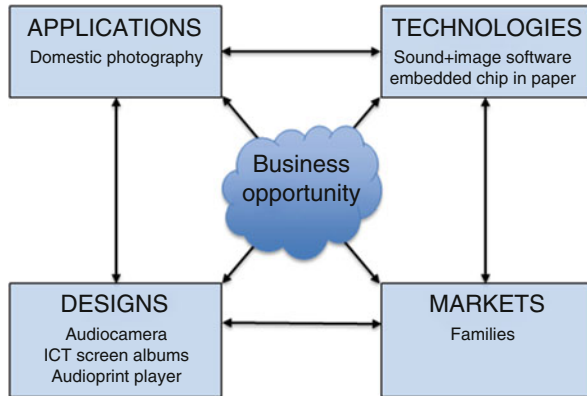 APPLICATIONS
Domestic photography
TECHNOLOGIES
Sound+image software
embedded chip in paper
Business
opportunity
DESIGNS
Audiocamera
ICT screen albums
Audioprint player
MARKETS
Families